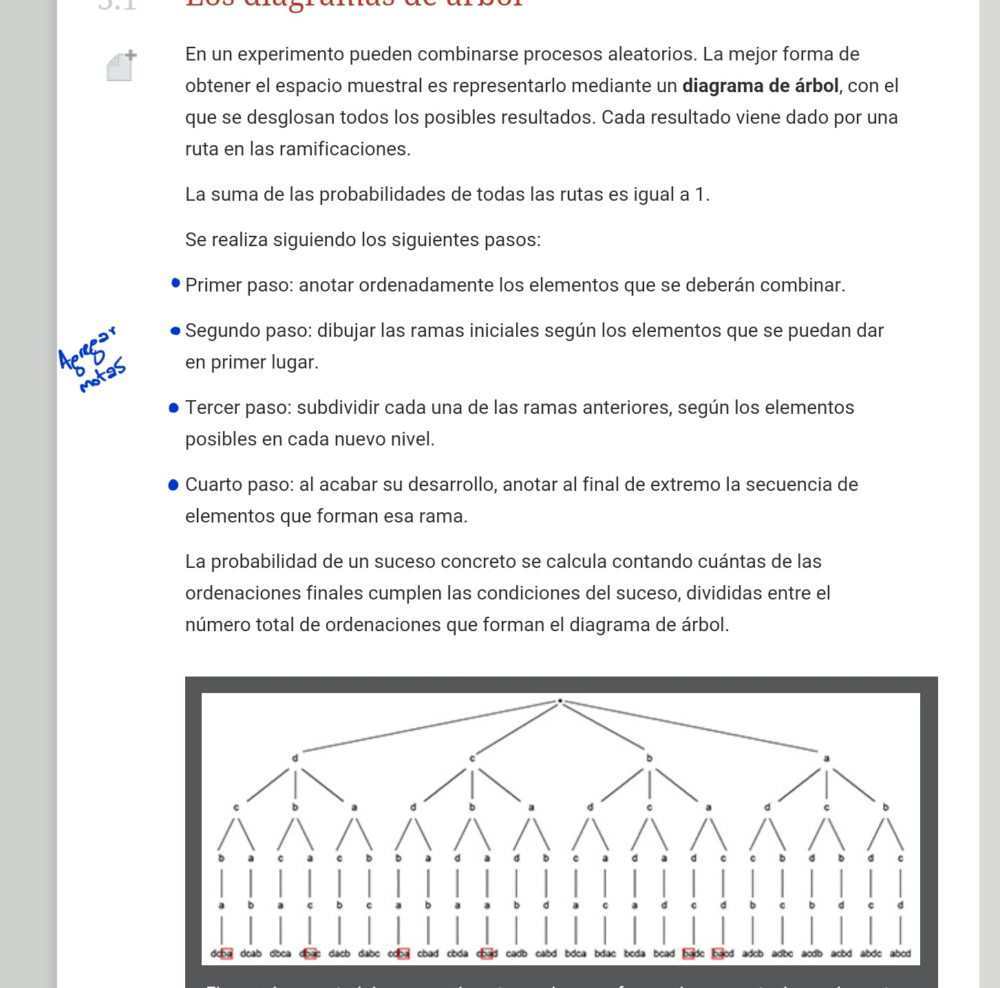 3.1 Los diagramas de árbol
En un experimento pueden combinarse procesos aleatorios. La mejor forma de
obtener el espacio muestral es representarlo mediante un diagrama de árbol, con el
que se desglosan todos los posibles resultados. Cada resultado viene dado por una
ruta en las ramificaciones.
La suma de las probabilidades de todas las rutas es igual a 1.
Se realiza siguiendo los siguientes pasos:
Primer paso: anotar ordenadamente los elementos que se deberán combinar.
Segundo paso: dibujar las ramas iniciales según los elementos que se puedan dar
en primer lugar.
Agregar
notas
Tercer paso: subdividir cada una de las ramas anteriores, según los elementos
posibles en cada nuevo nivel.
Cuarto paso: al acabar su desarrollo, anotar al final de extremo la secuencia de
elementos que forman esa rama.
La probabilidad de un suceso concreto se calcula contando cuántas de las
ordenaciones finales cumplen las condiciones del suceso, divididas entre el
número total de ordenaciones que forman el diagrama de árbol.
d c b a
c b a d b a d c a d c b
b a c a c b b a d a d b c a d a d c c b d b d c
a b a c b c a b a a b d a c a d c d b c b d c d
dcba dcab dbca dbac dacb dabc cdba cbad cbda cbad cadb cabd bdca bdac bcda bcad badc bacd adcb adbc acdb acbd abdc abcd